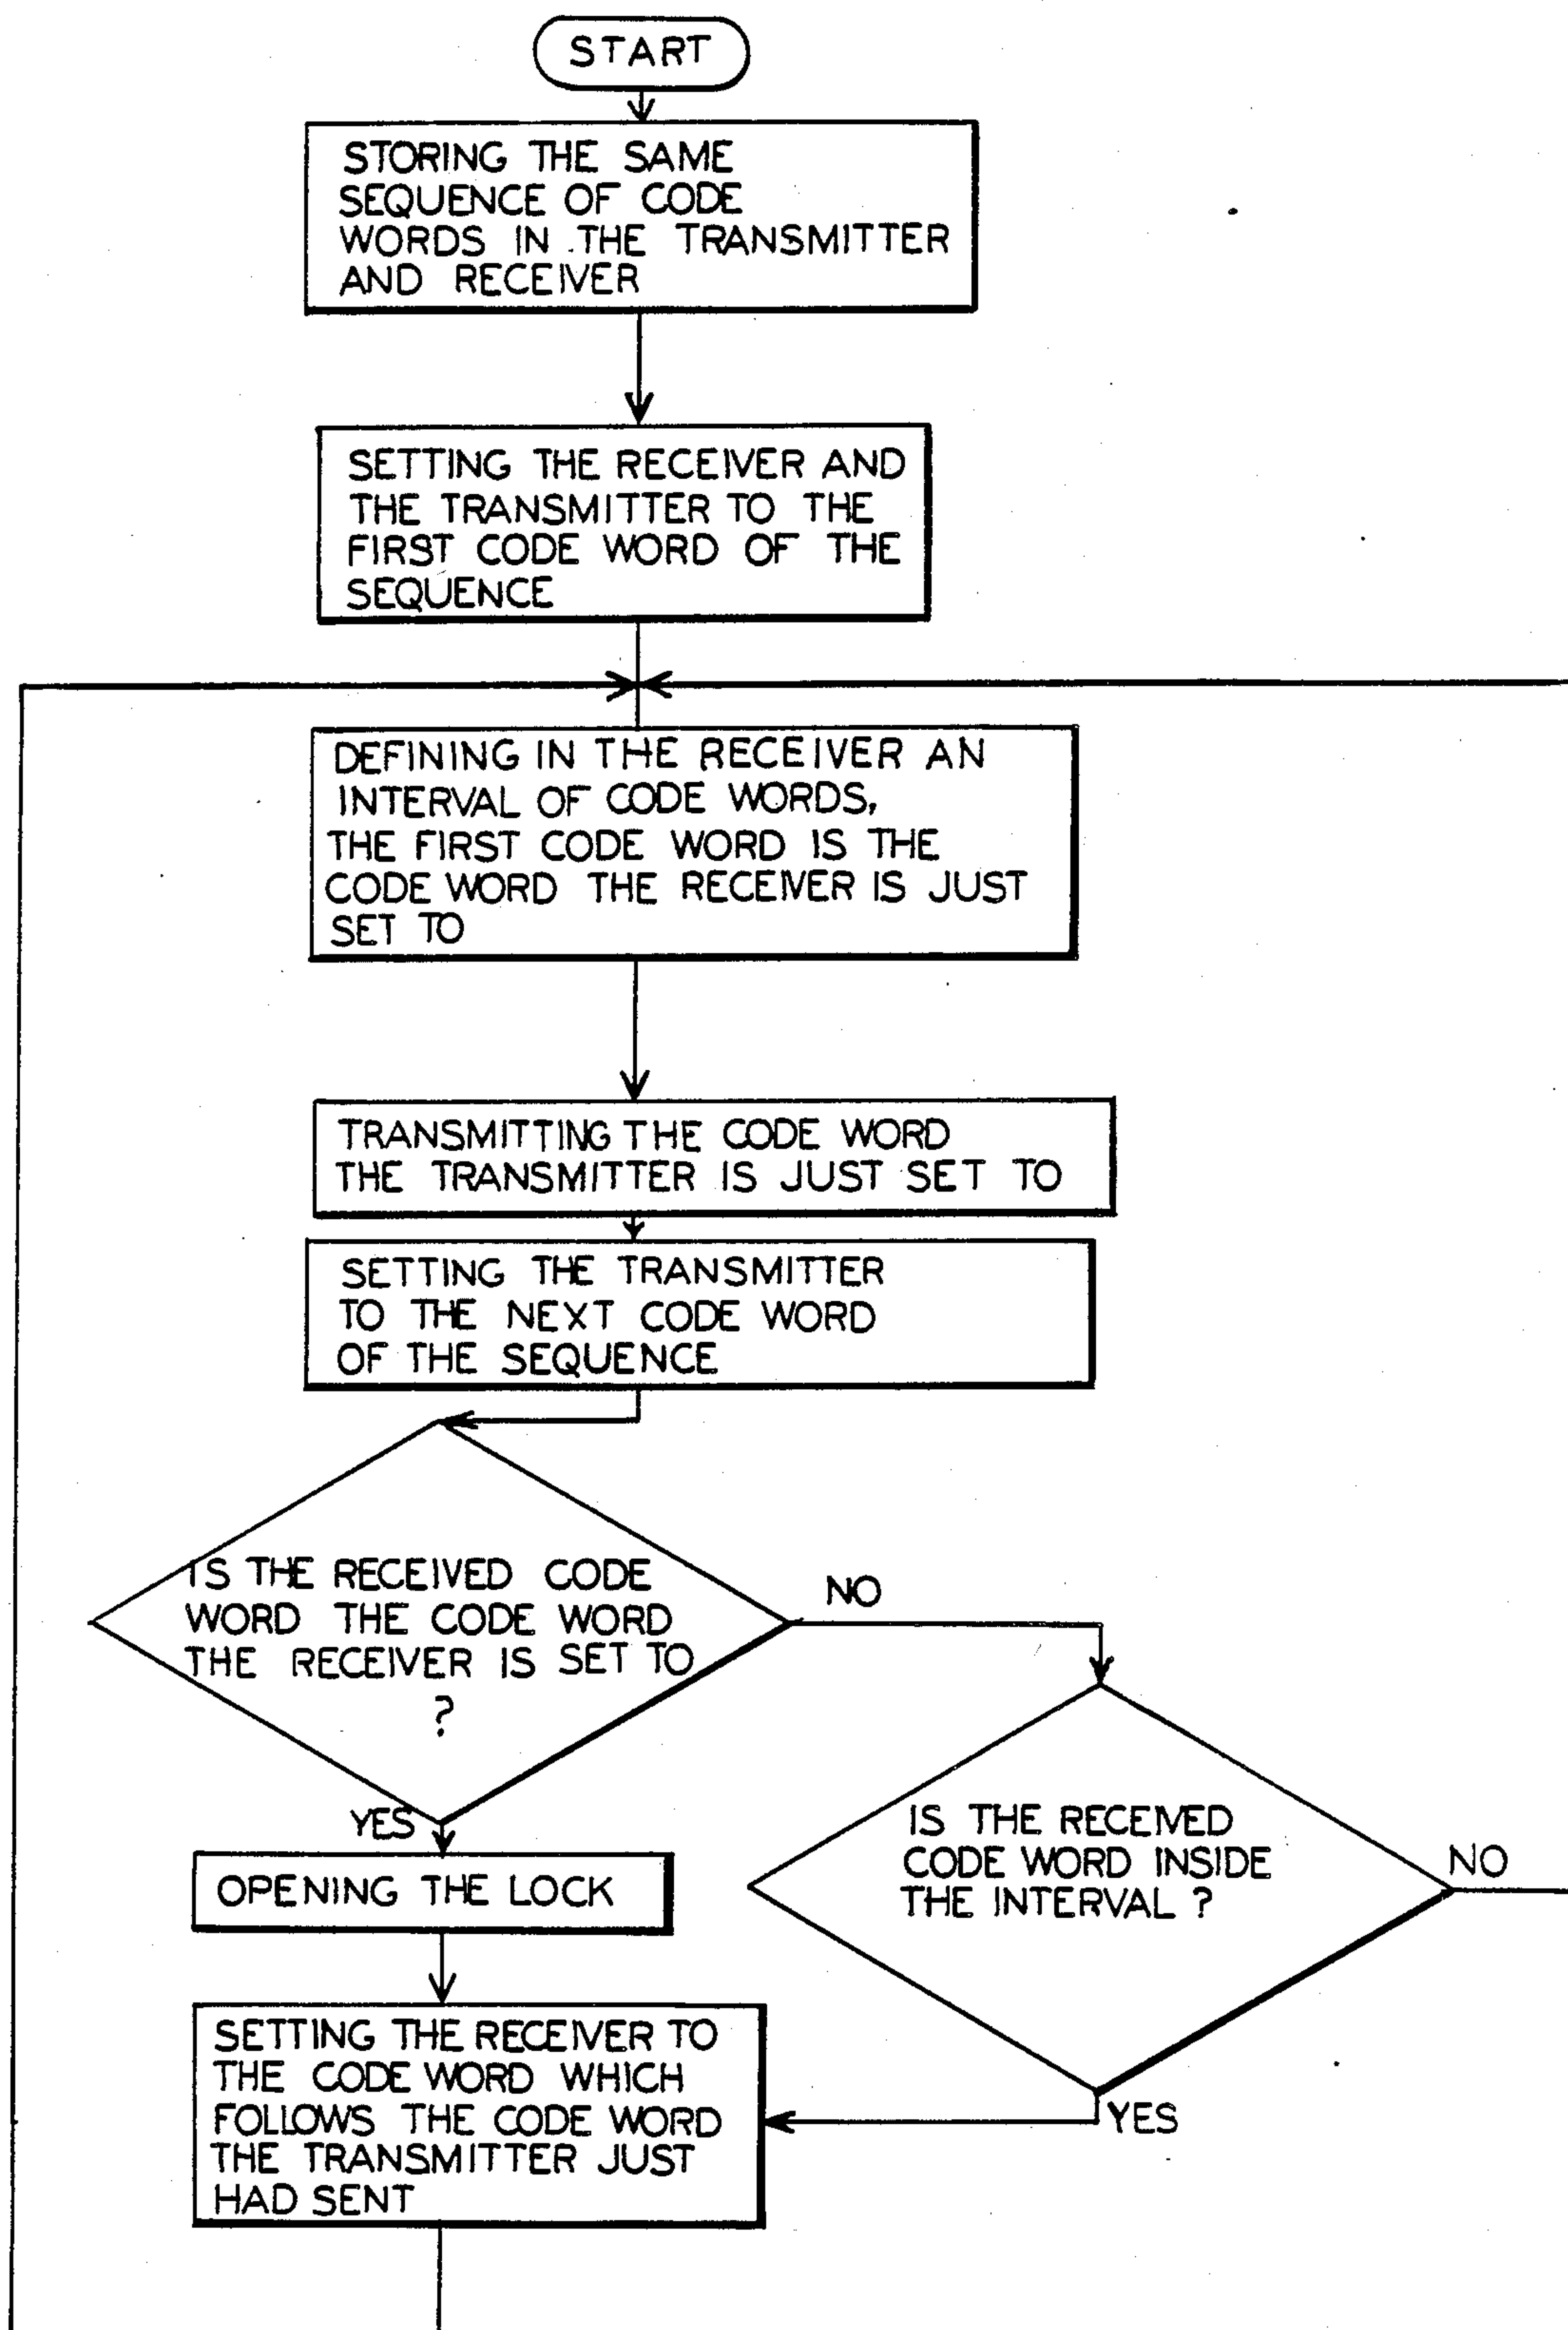 START
STORING THE SAME
SEQUENCE OF CODE
WORDS IN THE TRANSMITTER
AND RECEIVER
SETTING THE RECEIVER AND
THE TRANSMITTER TO THE
FIRST CODE WORD OF THE
SEQUENCE
DEFINING IN THE RECEIVER AN
INTERVAL OF CODE WORDS,
THE FIRST CODE WORD IS THE
CODE WORD THE RECEIVER IS JUST
SET TO
TRANSMITTING THE CODE WORD
THE TRANSMITTER IS JUST SET TO
SETTING THE TRANSMITTER
TO THE NEXT CODE WORD
OF THE SEQUENCE
IS THE RECEIVED CODE
WORD THE CODE WORD
THE RECEIVER IS SET TO
?
NO
YES
IS THE RECEIVED
CODE WORD INSIDE
THE INTERVAL ?
NO
OPENING THE LOCK
SETTING THE RECEIVER TO
THE CODE WORD WHICH
FOLLOWS THE CODE WORD
THE TRANSMITTER JUST
HAD SENT
YES